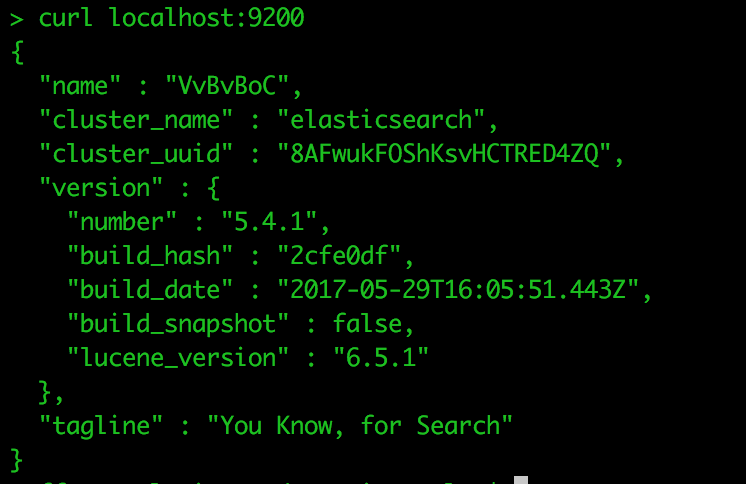 > curl localhost:9200
{
  "name" : "VvBvBoC",
  "cluster_name" : "elasticsearch",
  "cluster_uuid" : "8AFwukFOShKsvHCTRED4ZQ",
  "version" : {
    "number" : "5.4.1",
    "build_hash" : "2cfe0df",
    "build_date" : "2017-05-29T16:05:51.443Z",
    "build_snapshot" : false,
    "lucene_version" : "6.5.1"
  },
  "tagline" : "You Know, for Search"
}